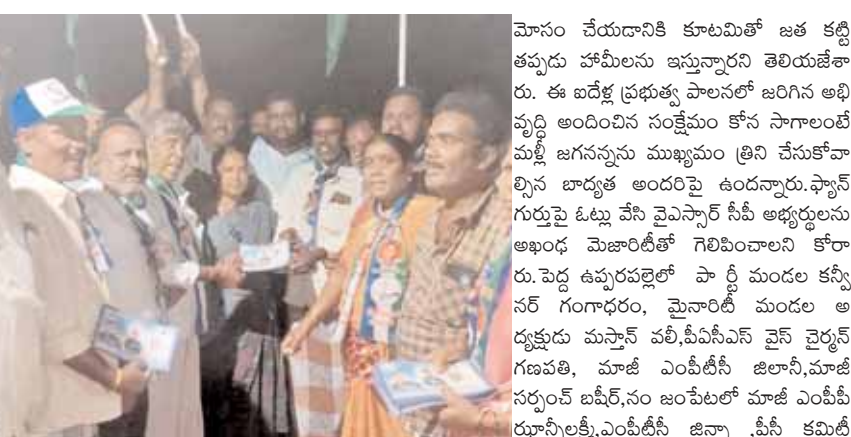 మోసం చేయడానికి కూటమితో జత కట్టి
తప్పుడు హామీలను ఇస్తున్నారని తెలియజేశా
రు. ఈ ఐదేళ్ల ప్రభుత్వ పాలనలో జరిగిన అభి
వృద్ధి అందించిన సంక్షేమం కోన సాగాలంటే
మళ్లీ జగనన్నను ముఖ్యమం త్రిని చేసుకోవా
ల్సిన బాధ్యత అందరిపై ఉందన్నారు.ఫ్యాన్
గుర్తుపై ఓట్లు వేసి వైఎస్సార్ సీపీ అభ్యర్థులను
అఖండ మెజారిటీతో గెలిపించాలని కోరా
రు.పెద్ద ఉప్పరపల్లెలో పా ర్టీ మండల కన్వీ
నర్ గంగాధరం, మైనారిటీ మండల అ
ధ్యక్షుడు మస్తాన్ వలీ,పీఏసీఎస్ వైస్ చైర్మన్
గణపతి, మాజీ ఎంపీటీసీ జిలానీ,మాజీ
సర్పంచ్ బషీర్,నం జంపేటలో మాజీ ఎంపీపీ
ఝాన్సీలక్ష్మీ,ఎంపీటీసీ జిన్నా ,పీసీ కమిటీ